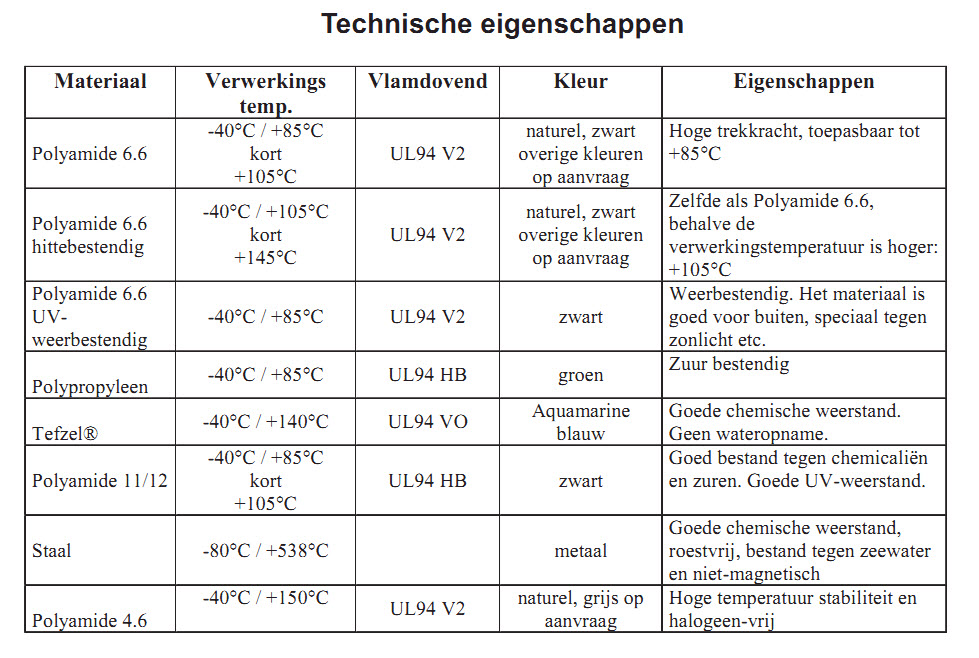 Technische eigenschappen
Materiaal
Verwerkings
temp.
Vlamdovend
Kleur
Eigenschappen
Polyamide 6.6
-40°C / +85°C
kort
+105°C
UL94 V2
naturel, zwart
overige kleuren
op aanvraag
Hoge trekkracht, toepasbaar tot
+85°C
Polyamide 6.6
hittebestendig
-40°C / +105°C
kort
+145°C
UL94 V2
naturel, zwart
overige kleuren
op aanvraag
Zelfde als Polyamide 6.6,
behalve de
verwerkingstemperatuur is hoger:
+105°C
Polyamide 6.6
UV-
weerbestendig
-40°C / +85°C
UL94 V2
zwart
Weerbestendig. Het materiaal is
goed voor buiten, speciaal tegen
zonlicht etc.
Polypropyleen
-40°C / +85°C
UL94 HB
groen
Zuur bestendig
Tefzel®
-40°C / +140°C
UL94 VO
Aquamarine
blauw
Goede chemische weerstand.
Geen wateropname.
Polyamide 11/12
-40°C / +85°C
kort
+105°C
UL94 HB
zwart
Goed bestand tegen chemicaliën
en zuren. Goede UV-weerstand.
Staal
-80°C / +538°C
metaal
Goede chemische weerstand,
roestvrij, bestand tegen zeewater
en niet-magnetisch
Polyamide 4.6
-40°C / +150°C
UL94 V2
naturel, grijs op
aanvraag
Hoge temperatuur stabiliteit en
halogeen-vrij